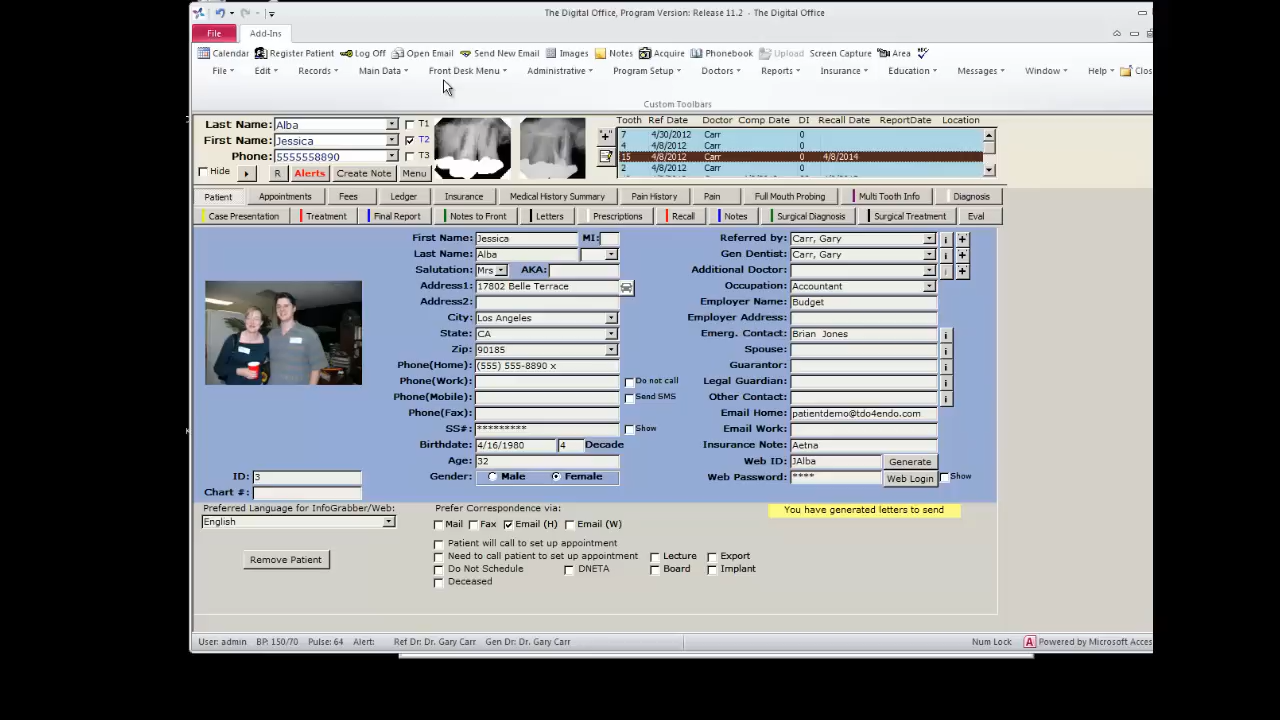 The Digital Office, Program Version: Release 11.2 - The Digital Office
File Add-Ins
Calendar Register Patient Log Off Open Email Send New Email Images Notes Acquire Phonebook Upload Screen Capture Area
File Edit Records Main Data Front Desk Menu Administrative Program Setup Doctors Reports Insurance Education Messages Window Help Clos
Custom Toolbars
Last Name: Alba T1
First Name: Jessica T2
Phone: 5555558890 T3
Hide R Alerts Create Note Menu
Tooth Ref Date Doctor Comp Date DI Recall Date ReportDate Location
7 4/30/2012 Carr 0
4 4/8/2012 Carr 0
15 4/8/2012 Carr 0 4/8/2014
2 4/8/2012 Carr 0
Patient Appointments Fees Ledger Insurance Medical History Summary Pain History Pain Full Mouth Probing Multi Tooth Info Diagnosis
Case Presentation Treatment Final Report Notes to Front Letters Prescriptions Recall Notes Surgical Diagnosis Surgical Treatment Eval
First Name: Jessica MI:
Last Name: Alba
Salutation: Mrs AKA:
Address1: 17802 Belle Terrace
Address2:
City: Los Angeles
State: CA
Zip: 90185
Phone(Home): (555) 555-8890 x
Phone(Work): Do not call
Phone(Mobile): Send SMS
Phone(Fax):
SS#: ********* Show
Birthdate: 4/16/1980 4 Decade
Age: 32
Gender: Male Female
Referred by: Carr, Gary i +
Gen Dentist: Carr, Gary i +
Additional Doctor: i +
Occupation: Accountant
Employer Name: Budget
Employer Address:
Emerg. Contact: Brian Jones i
Spouse: i
Guarantor: i
Legal Guardian: i
Other Contact: i
Email Home: patientdemo@tdo4endo.com
Email Work:
Insurance Note: Aetna
Web ID: JAlba Generate
Web Password: **** Web Login Show
ID: 3
Chart #:
Preferred Language for InfoGrabber/Web:
English
Remove Patient
Prefer Correspondence via:
Mail Fax Email (H) Email (W)
Patient will call to set up appointment
Need to call patient to set up appointment Lecture Export
Do Not Schedule DNETA Board Implant
Deceased
You have generated letters to send
User: admin BP: 150/70 Pulse: 64 Alert: Ref Dr: Dr. Gary Carr Gen Dr: Dr. Gary Carr Num Lock Powered by Microsoft Acces